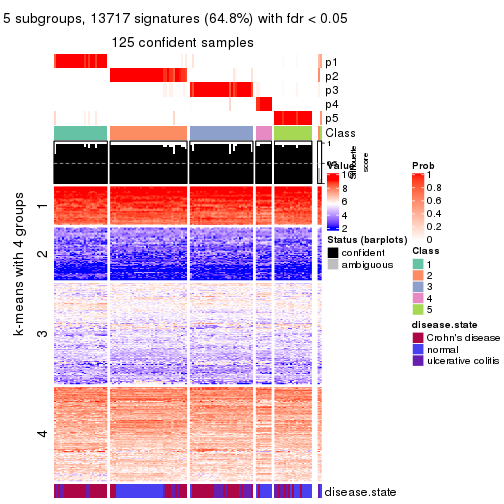 5 subgroups, 13717 signatures (64.8%) with fdr < 0.05
125 confident samples
p1
p2
p3
p4
p5
Class
1
Silhouette
score
k-means with 4 groups
1
2
3
4
Value
10
8
6
4
2
Status (barplots)
confident
ambiguous
Prob
1
0.8
0.6
0.4
0.2
0
Class
1
2
3
4
5
disease.state
Crohn's disease
normal
ulcerative colitis
disease.state